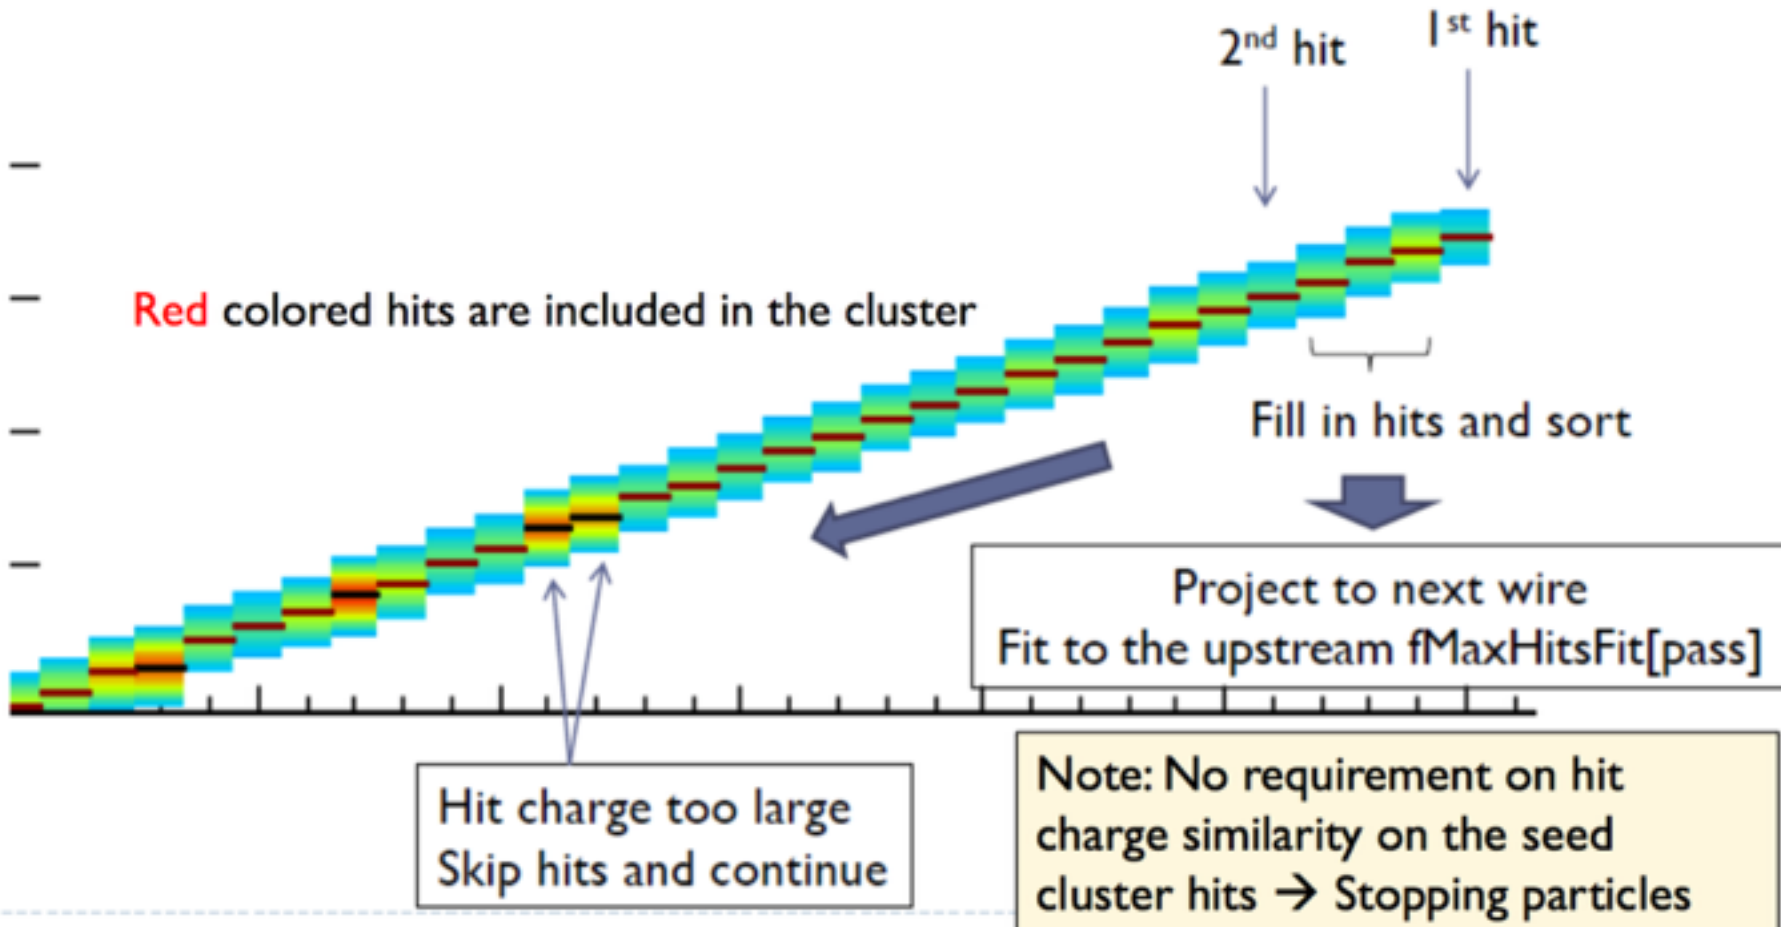 2nd hit
1st hit
Red colored hits are included in the cluster
Fill in hits and sort
Project to next wire
Fit to the upstream fMaxHitsFit[pass]
Hit charge too large
Skip hits and continue
Note: No requirement on hit
charge similarity on the seed
cluster hits → Stopping particles